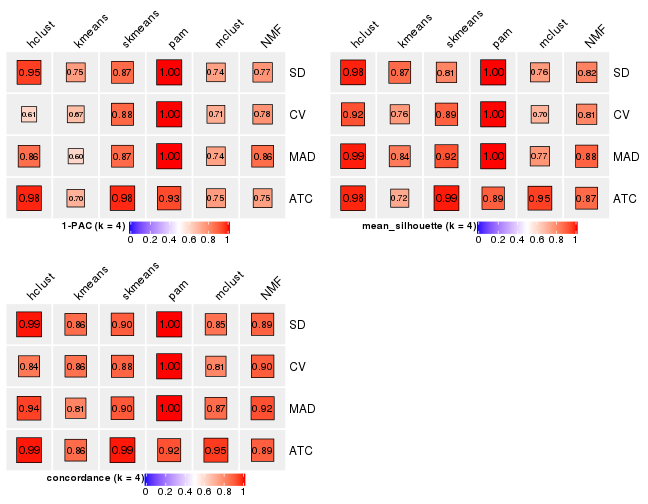 hclust kmeans skmeans pam mclust NMF
0.95 0.75 0.87 1.00 0.74 0.77 SD
0.61 0.67 0.88 1.00 0.71 0.78 CV
0.86 0.60 0.87 1.00 0.74 0.86 MAD
0.98 0.70 0.98 0.93 0.75 0.75 ATC
1-PAC (k = 4)
0 0.2 0.4 0.6 0.8 1
hclust kmeans skmeans pam mclust NMF
0.98 0.87 0.81 1.00 0.76 0.82 SD
0.92 0.76 0.89 1.00 0.70 0.81 CV
0.99 0.84 0.92 1.00 0.77 0.88 MAD
0.98 0.72 0.99 0.89 0.95 0.87 ATC
mean_silhouette (k = 4)
0 0.2 0.4 0.6 0.8 1
hclust kmeans skmeans pam mclust NMF
0.99 0.86 0.90 1.00 0.85 0.89 SD
0.84 0.86 0.88 1.00 0.81 0.90 CV
0.94 0.81 0.90 1.00 0.87 0.92 MAD
0.99 0.86 0.99 0.92 0.95 0.89 ATC
concordance (k = 4)
0 0.2 0.4 0.6 0.8 1